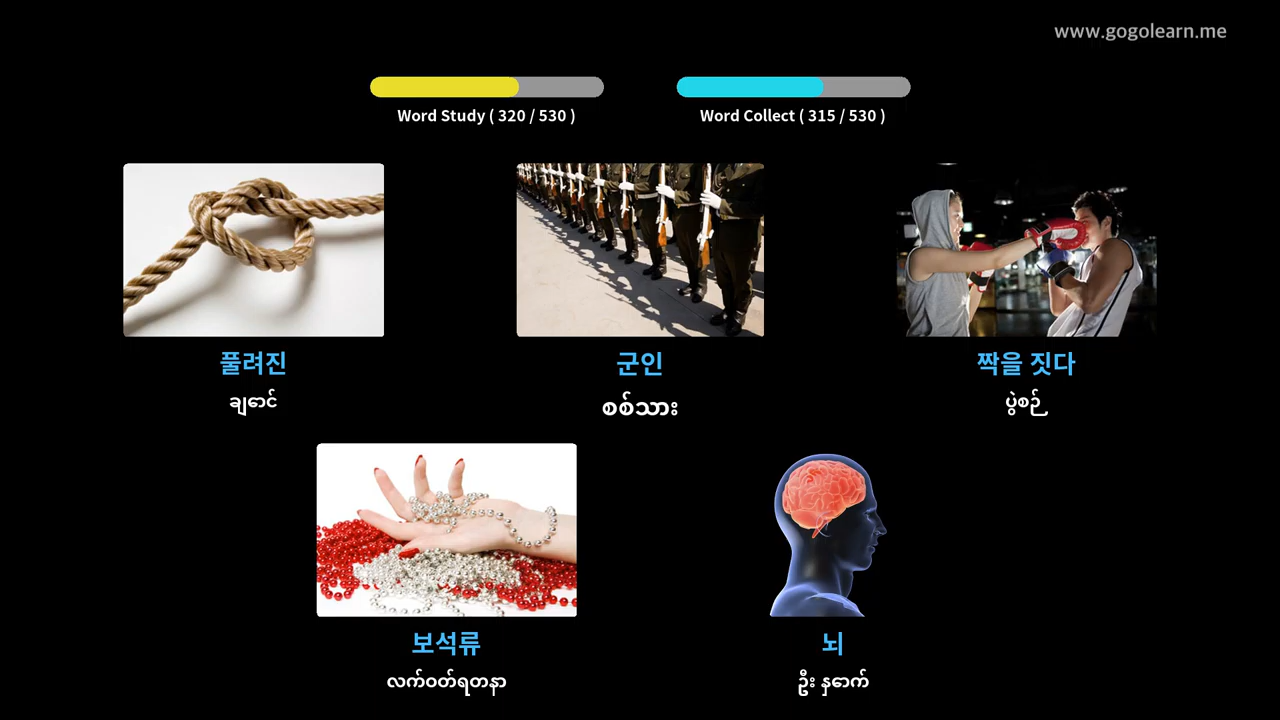 www.gogolearn.me
Word Study ( 320 / 530 )
Word Collect ( 315 / 530 )
풀려진
ချောင်
군인
စစ်သား
짝을 짓다
ပွဲစဉ်
보석류
လက်ဝတ်ရတနာ
뇌
ဦး နှောက်